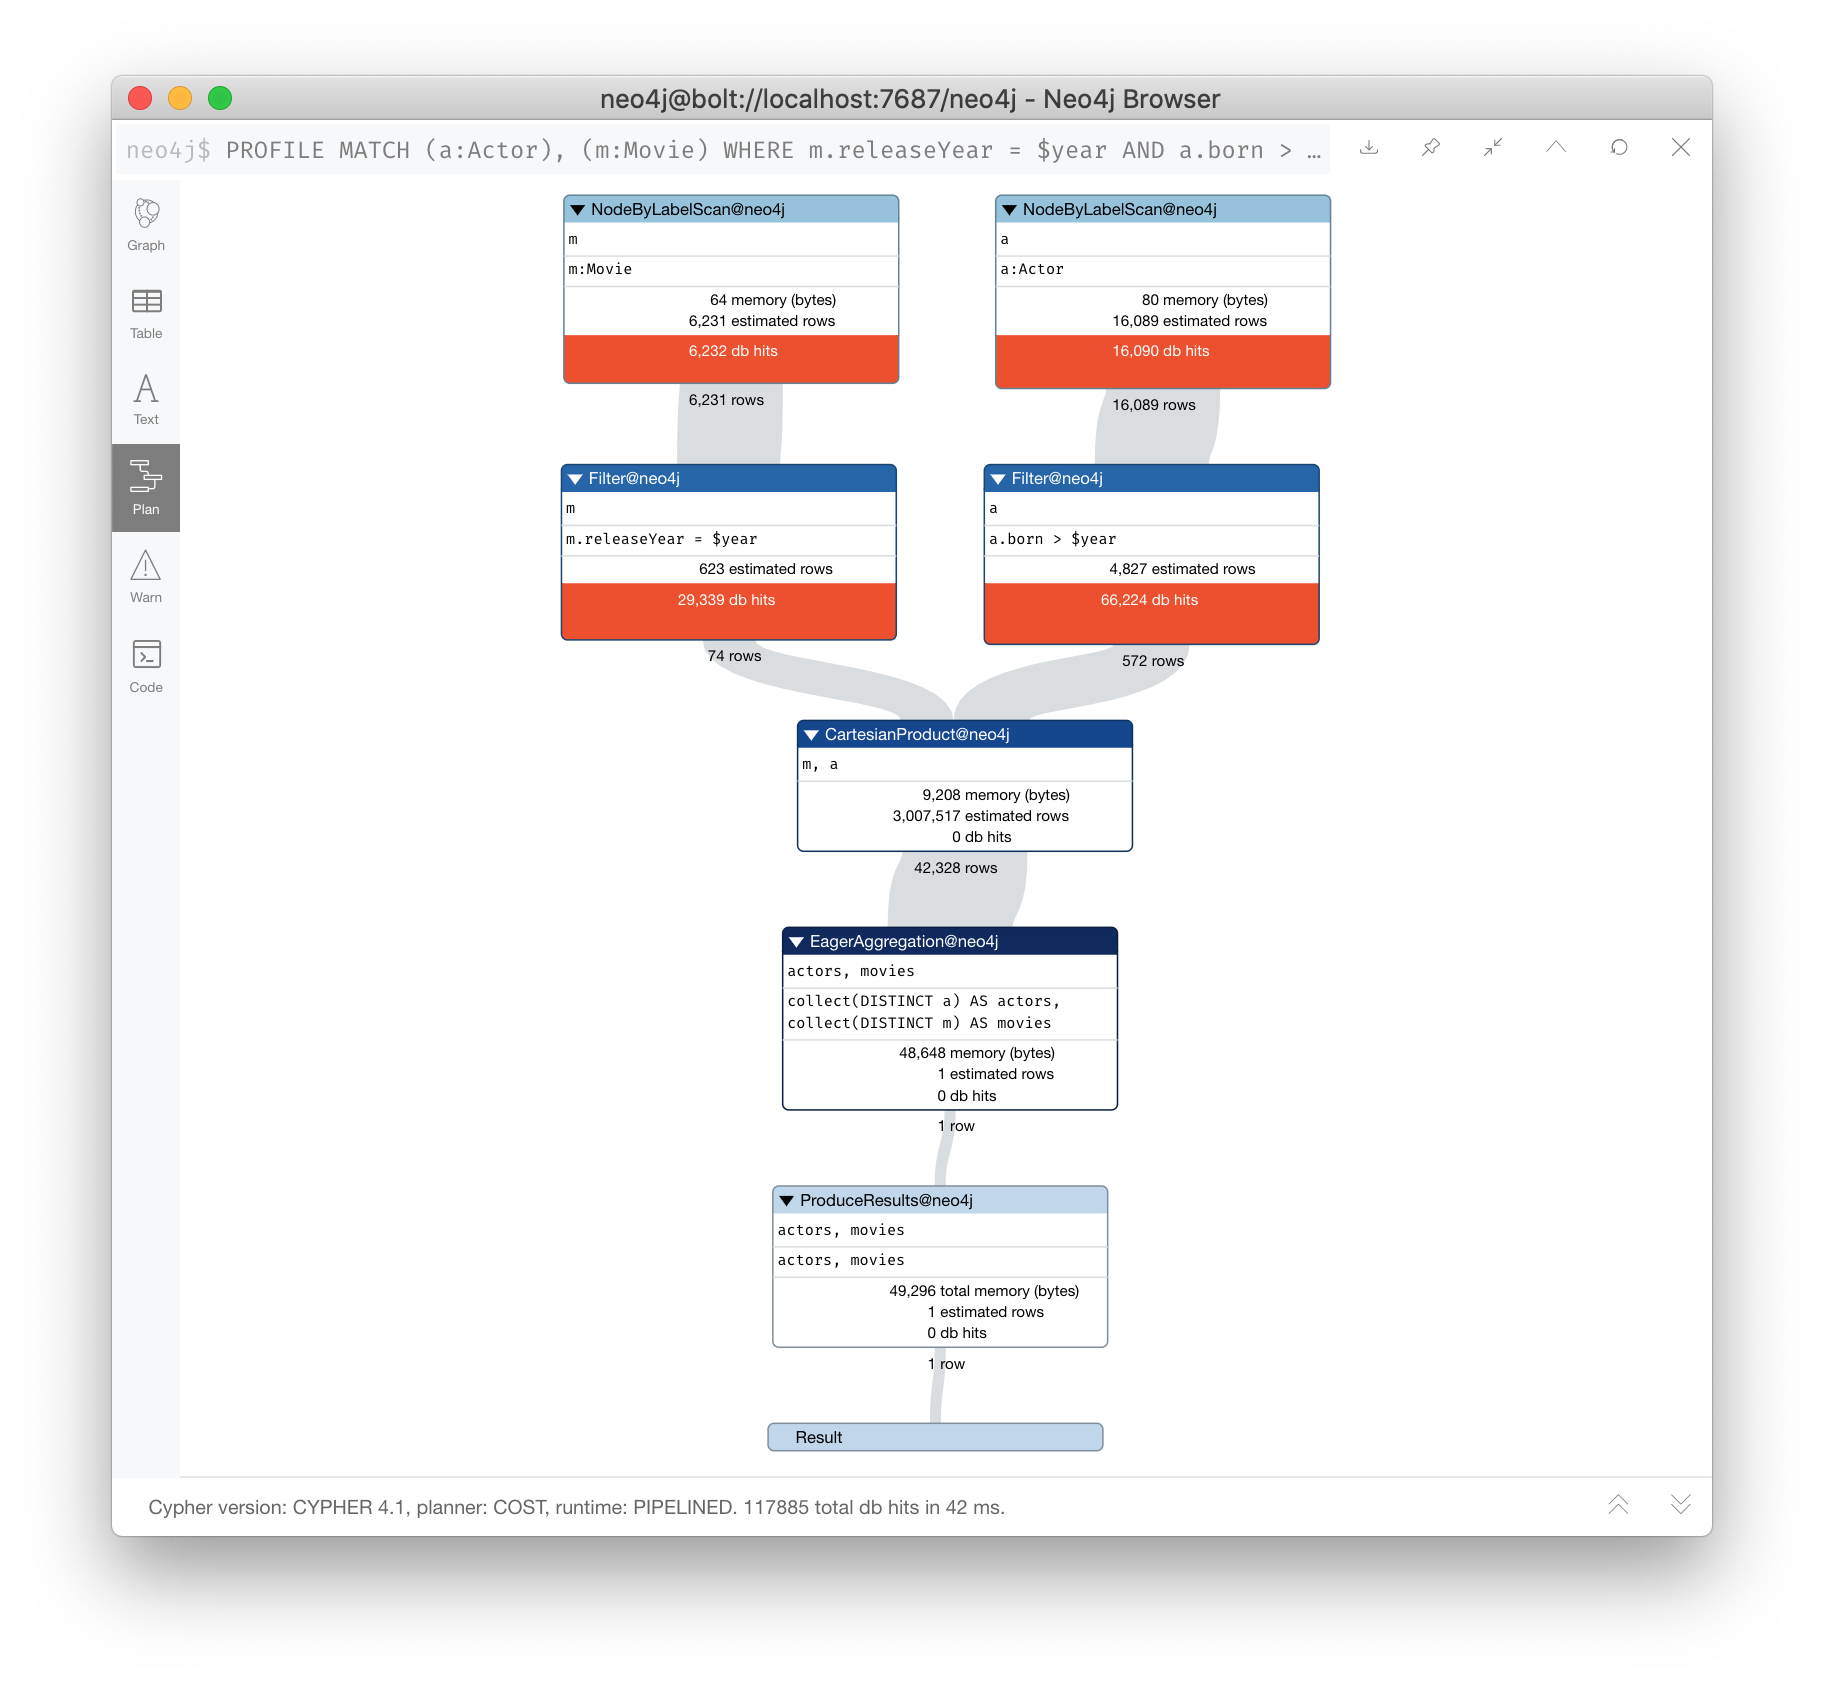 neo4j@bolt://localhost:7687/neo4j - Neo4j Browser
neo4j$ PROFILE MATCH (a:Actor), (m:Movie) WHERE m.releaseYear = $year AND a.born > …
Graph
Table
Text
Plan
Warn
Code
NodeByLabelScan@neo4j
m
m:Movie
64 memory (bytes)
6,231 estimated rows
6,232 db hits
6,231 rows
NodeByLabelScan@neo4j
a
a:Actor
80 memory (bytes)
16,089 estimated rows
16,090 db hits
16,089 rows
Filter@neo4j
m
m.releaseYear = $year
623 estimated rows
29,339 db hits
74 rows
Filter@neo4j
a
a.born > $year
4,827 estimated rows
66,224 db hits
572 rows
CartesianProduct@neo4j
m, a
9,208 memory (bytes)
3,007,517 estimated rows
0 db hits
42,328 rows
EagerAggregation@neo4j
actors, movies
collect(DISTINCT a) AS actors,
collect(DISTINCT m) AS movies
48,648 memory (bytes)
1 estimated rows
0 db hits
1 row
ProduceResults@neo4j
actors, movies
actors, movies
49,296 total memory (bytes)
1 estimated rows
0 db hits
1 row
Result
Cypher version: CYPHER 4.1, planner: COST, runtime: PIPELINED. 117885 total db hits in 42 ms.